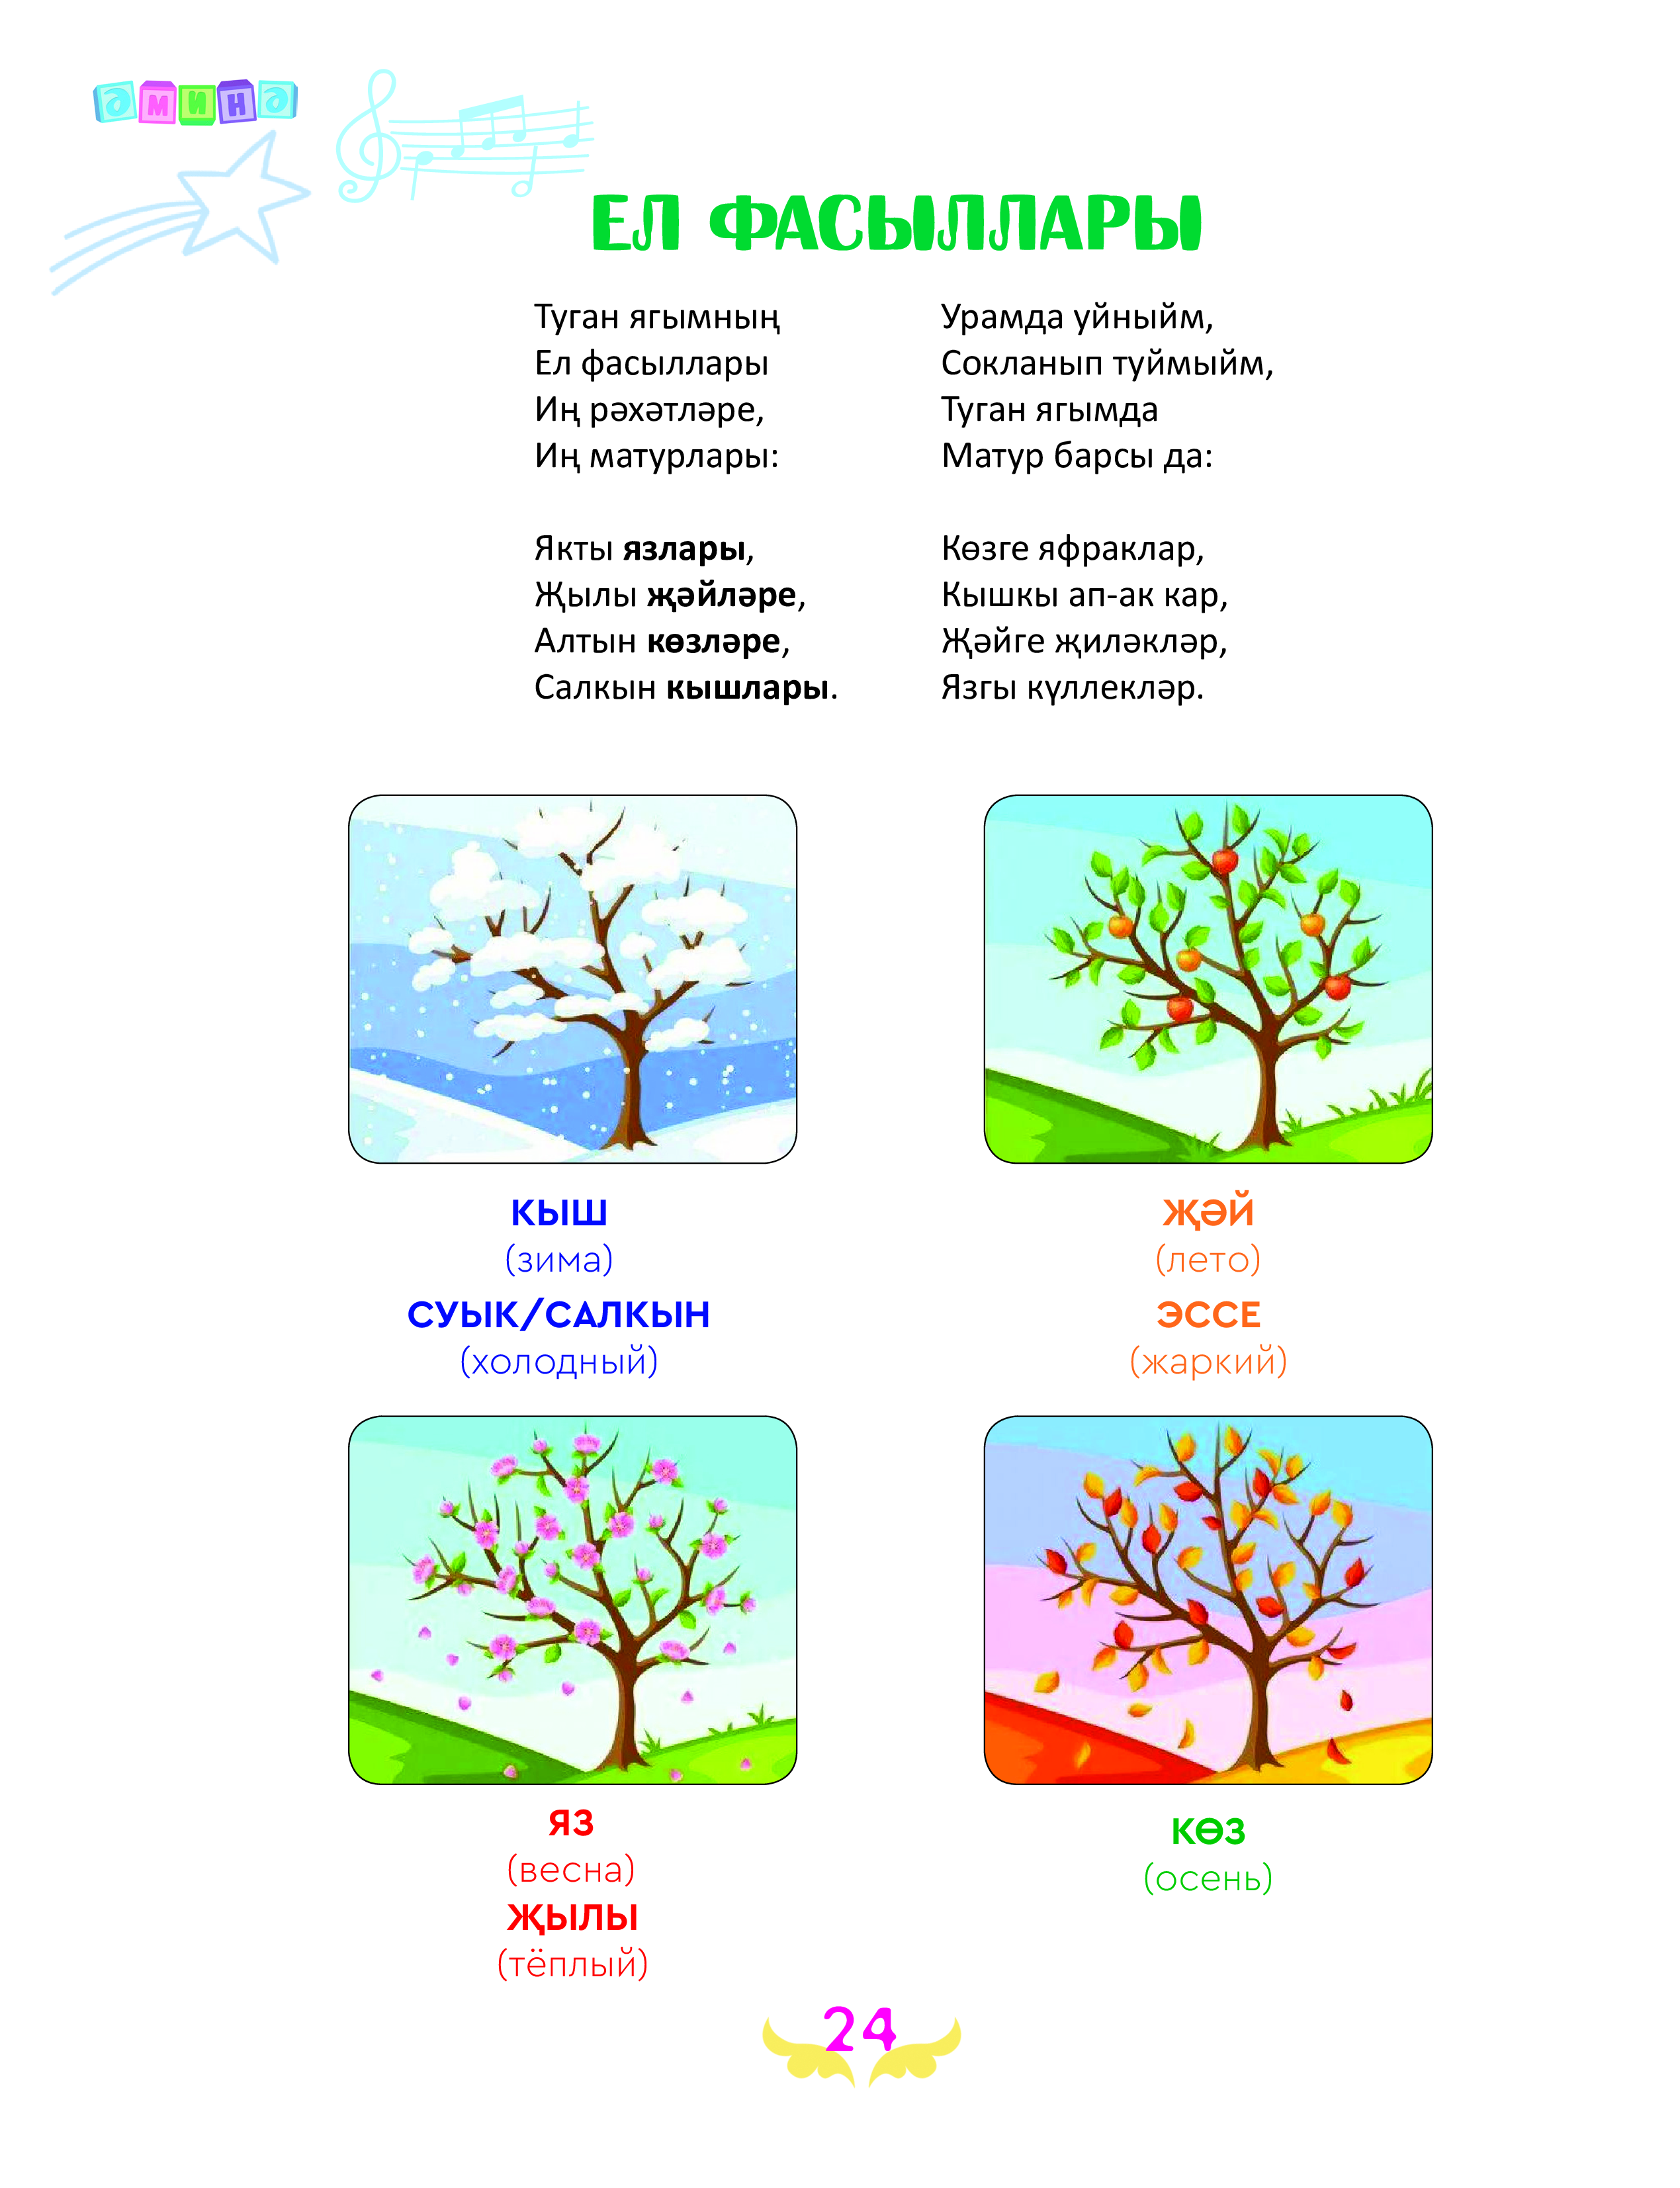 әминә
ЕЛ ФАСЫЛЛАРЫ
Туган ягымның
Ел фасыллары
Иң рәхәтләре,
Иң матурлары:
Якты язлары,
Җылы җәйләре,
Алтын көзләре,
Салкын кышлары.
Урамда уйныйм,
Сокланып туймыйм,
Туган ягымда
Матур барсы да:
Көзге яфраклар,
Кышкы ап-ак кар,
Җәйге җиләкләр,
Язгы күллекләр.
КЫШ
(зима)
СУЫК/САЛКЫН
(холодный)
ҖӘЙ
(лето)
ЭССЕ
(жаркий)
ЯЗ
(весна)
ҖЫЛЫ
(тёплый)
КӨЗ
(осень)
24